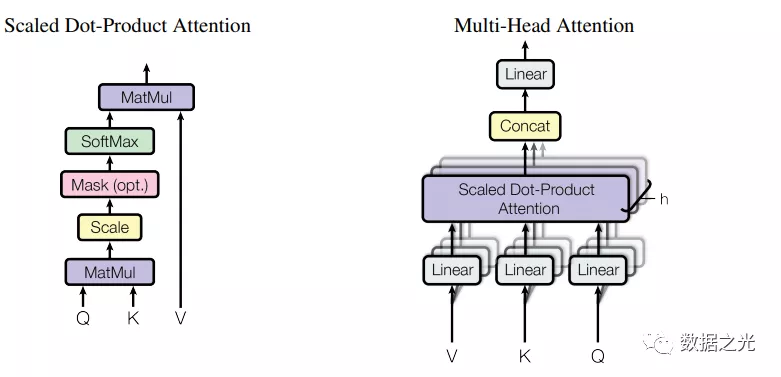 Scaled Dot-Product Attention
MatMul
SoftMax
Mask (opt.)
Scale
MatMul
Q K V
Multi-Head Attention
Linear
Concat
Scaled Dot-Product
Attention
h
Linear Linear Linear
V K Q
数据之光